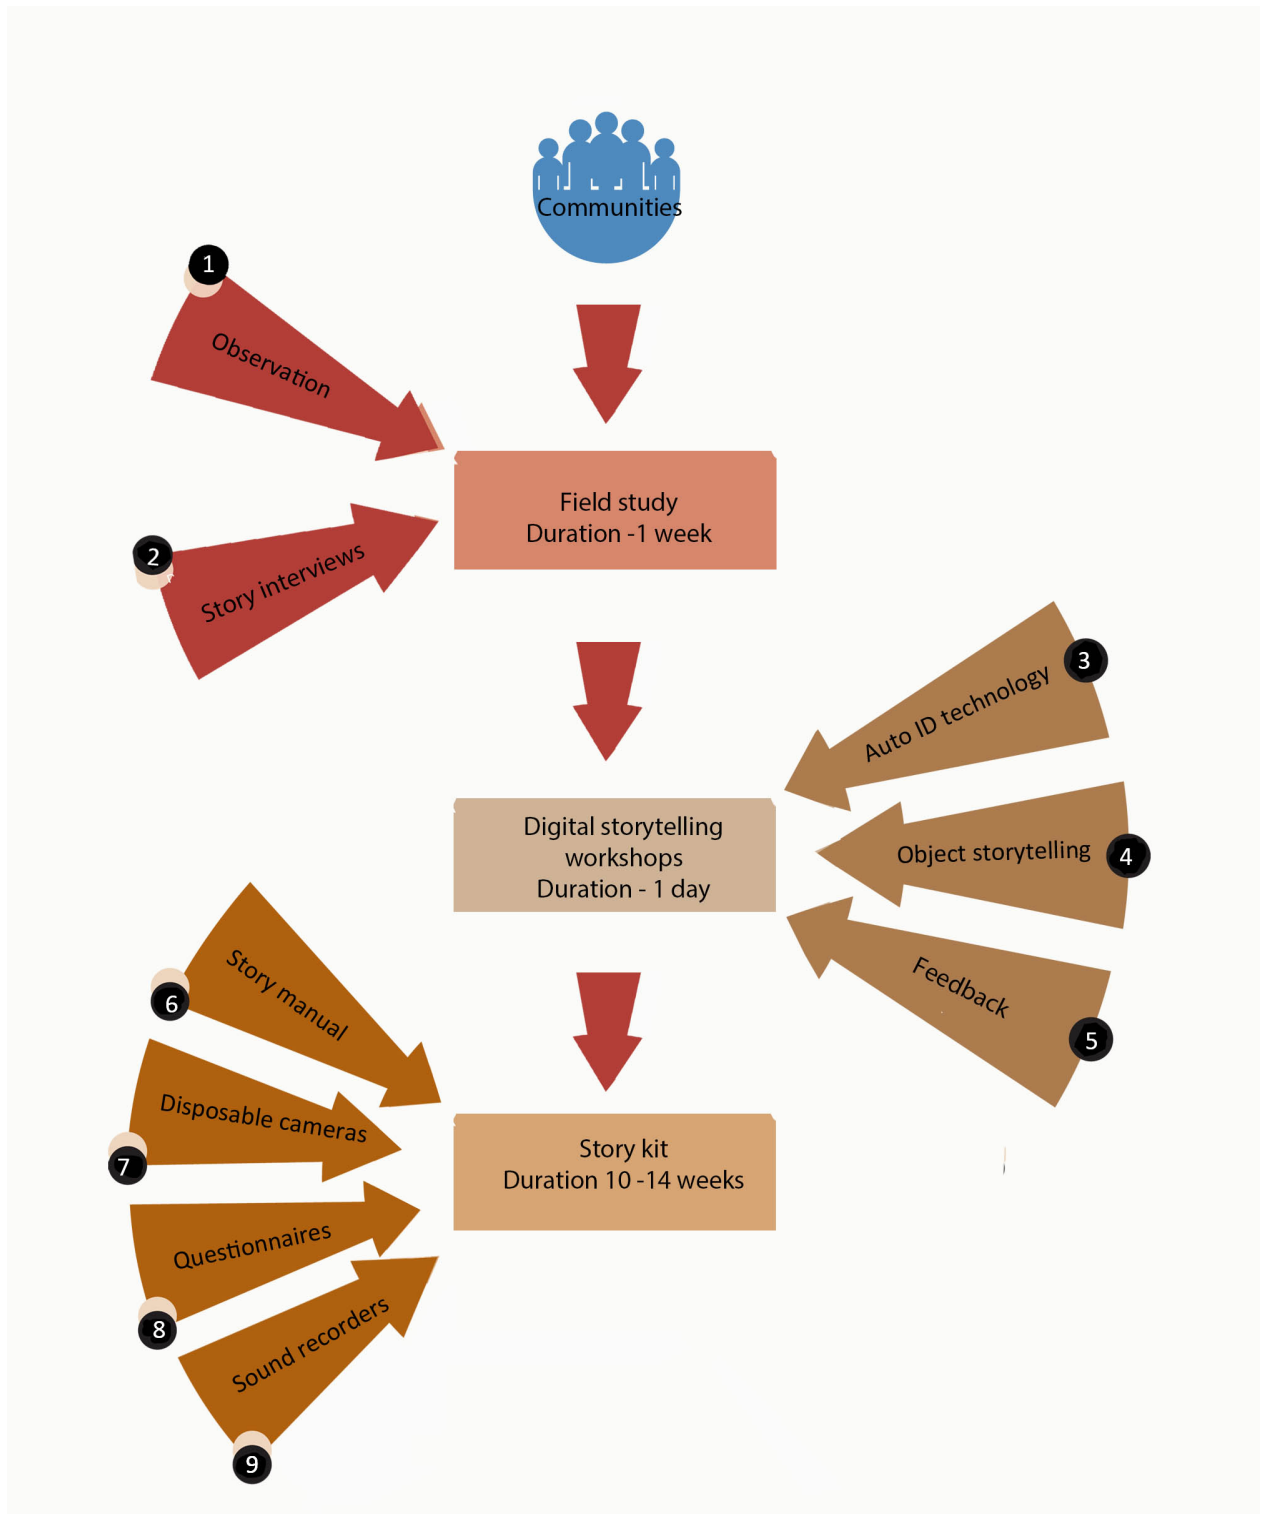 Communities
1
Observation
Field study
Duration -1 week
2
Story interviews
3
Auto ID technology
Digital storytelling
workshops
Duration - 1 day
Object storytelling
4
Feedback
5
6
Story manual
7
Disposable cameras
Story kit
Duration 10 -14 weeks
Questionnaires
8
Sound recorders
9